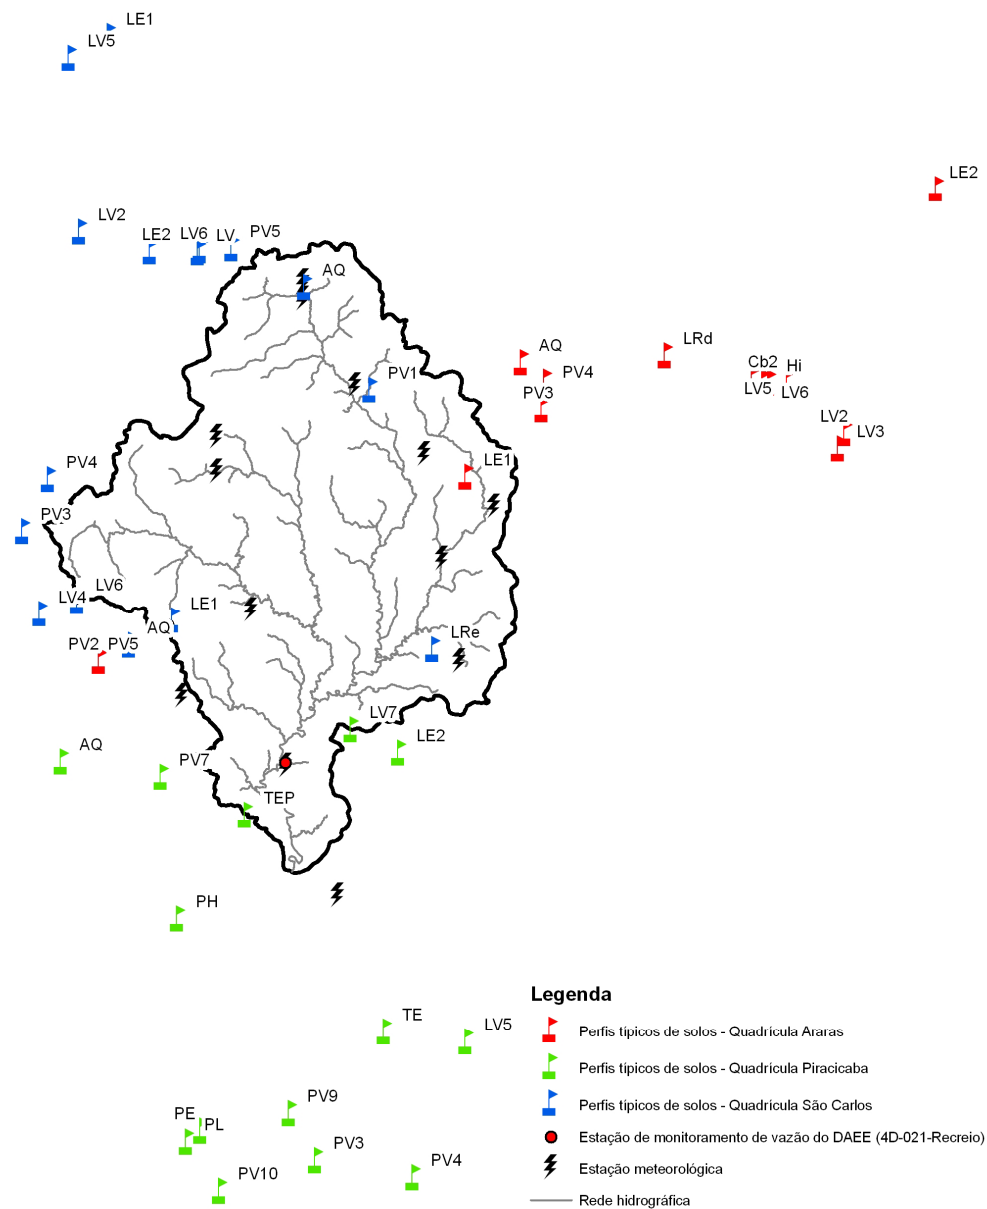 LE1
LV5
LE2
LV2
LE2
LV6
LV
PV5
AQ
PV1
AQ
PV4
PV3
LRd
Cb2
Hi
LV5
LV6
LV2
LV3
LE1
PV4
PV3
LV6
LV4
LE1
AQ
PV2
PV5
LRe
LV7
LE2
AQ
PV7
TEP
PH
TE
LV5
PV9
PE
PL
PV3
PV4
PV10
Legenda
Perfis típicos de solos - Quadrícula Araras
Perfis típicos de solos - Quadrícula Piracicaba
Perfis típicos de solos - Quadrícula São Carlos
Estação de monitoramento de vazão do DAEE (4D-021-Recreio)
Estação meteorológica
Rede hidrográfica